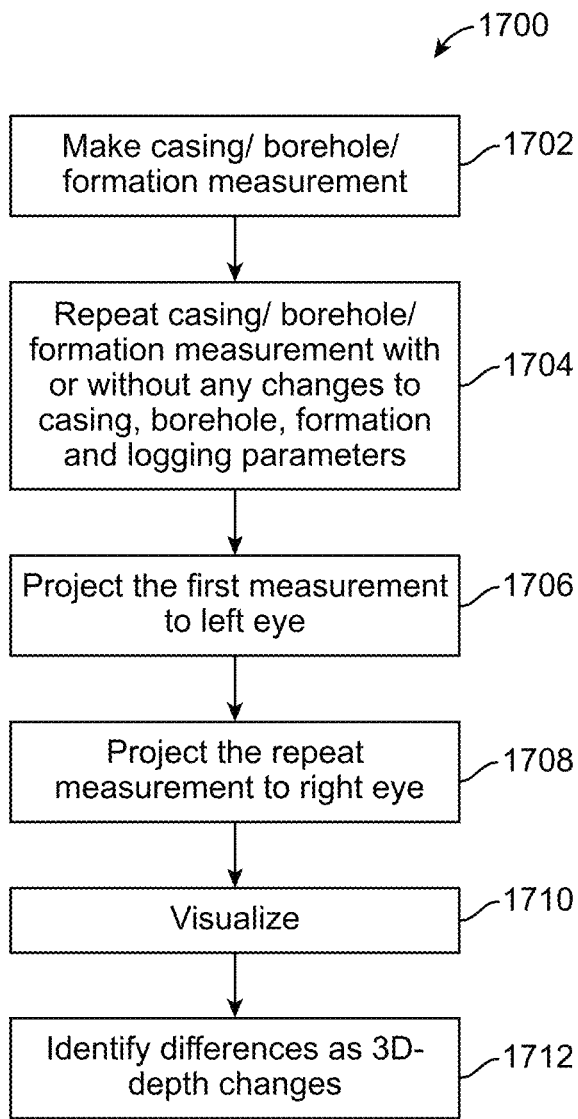 1700
Make casing/ borehole/
formation measurement
1702
Repeat casing/ borehole/
formation measurement with
or without any changes to
casing, borehole, formation
and logging parameters
1704
Project the first measurement
to left eye
1706
Project the repeat
measurement to right eye
1708
Visualize
1710
Identify differences as 3D-
depth changes
1712